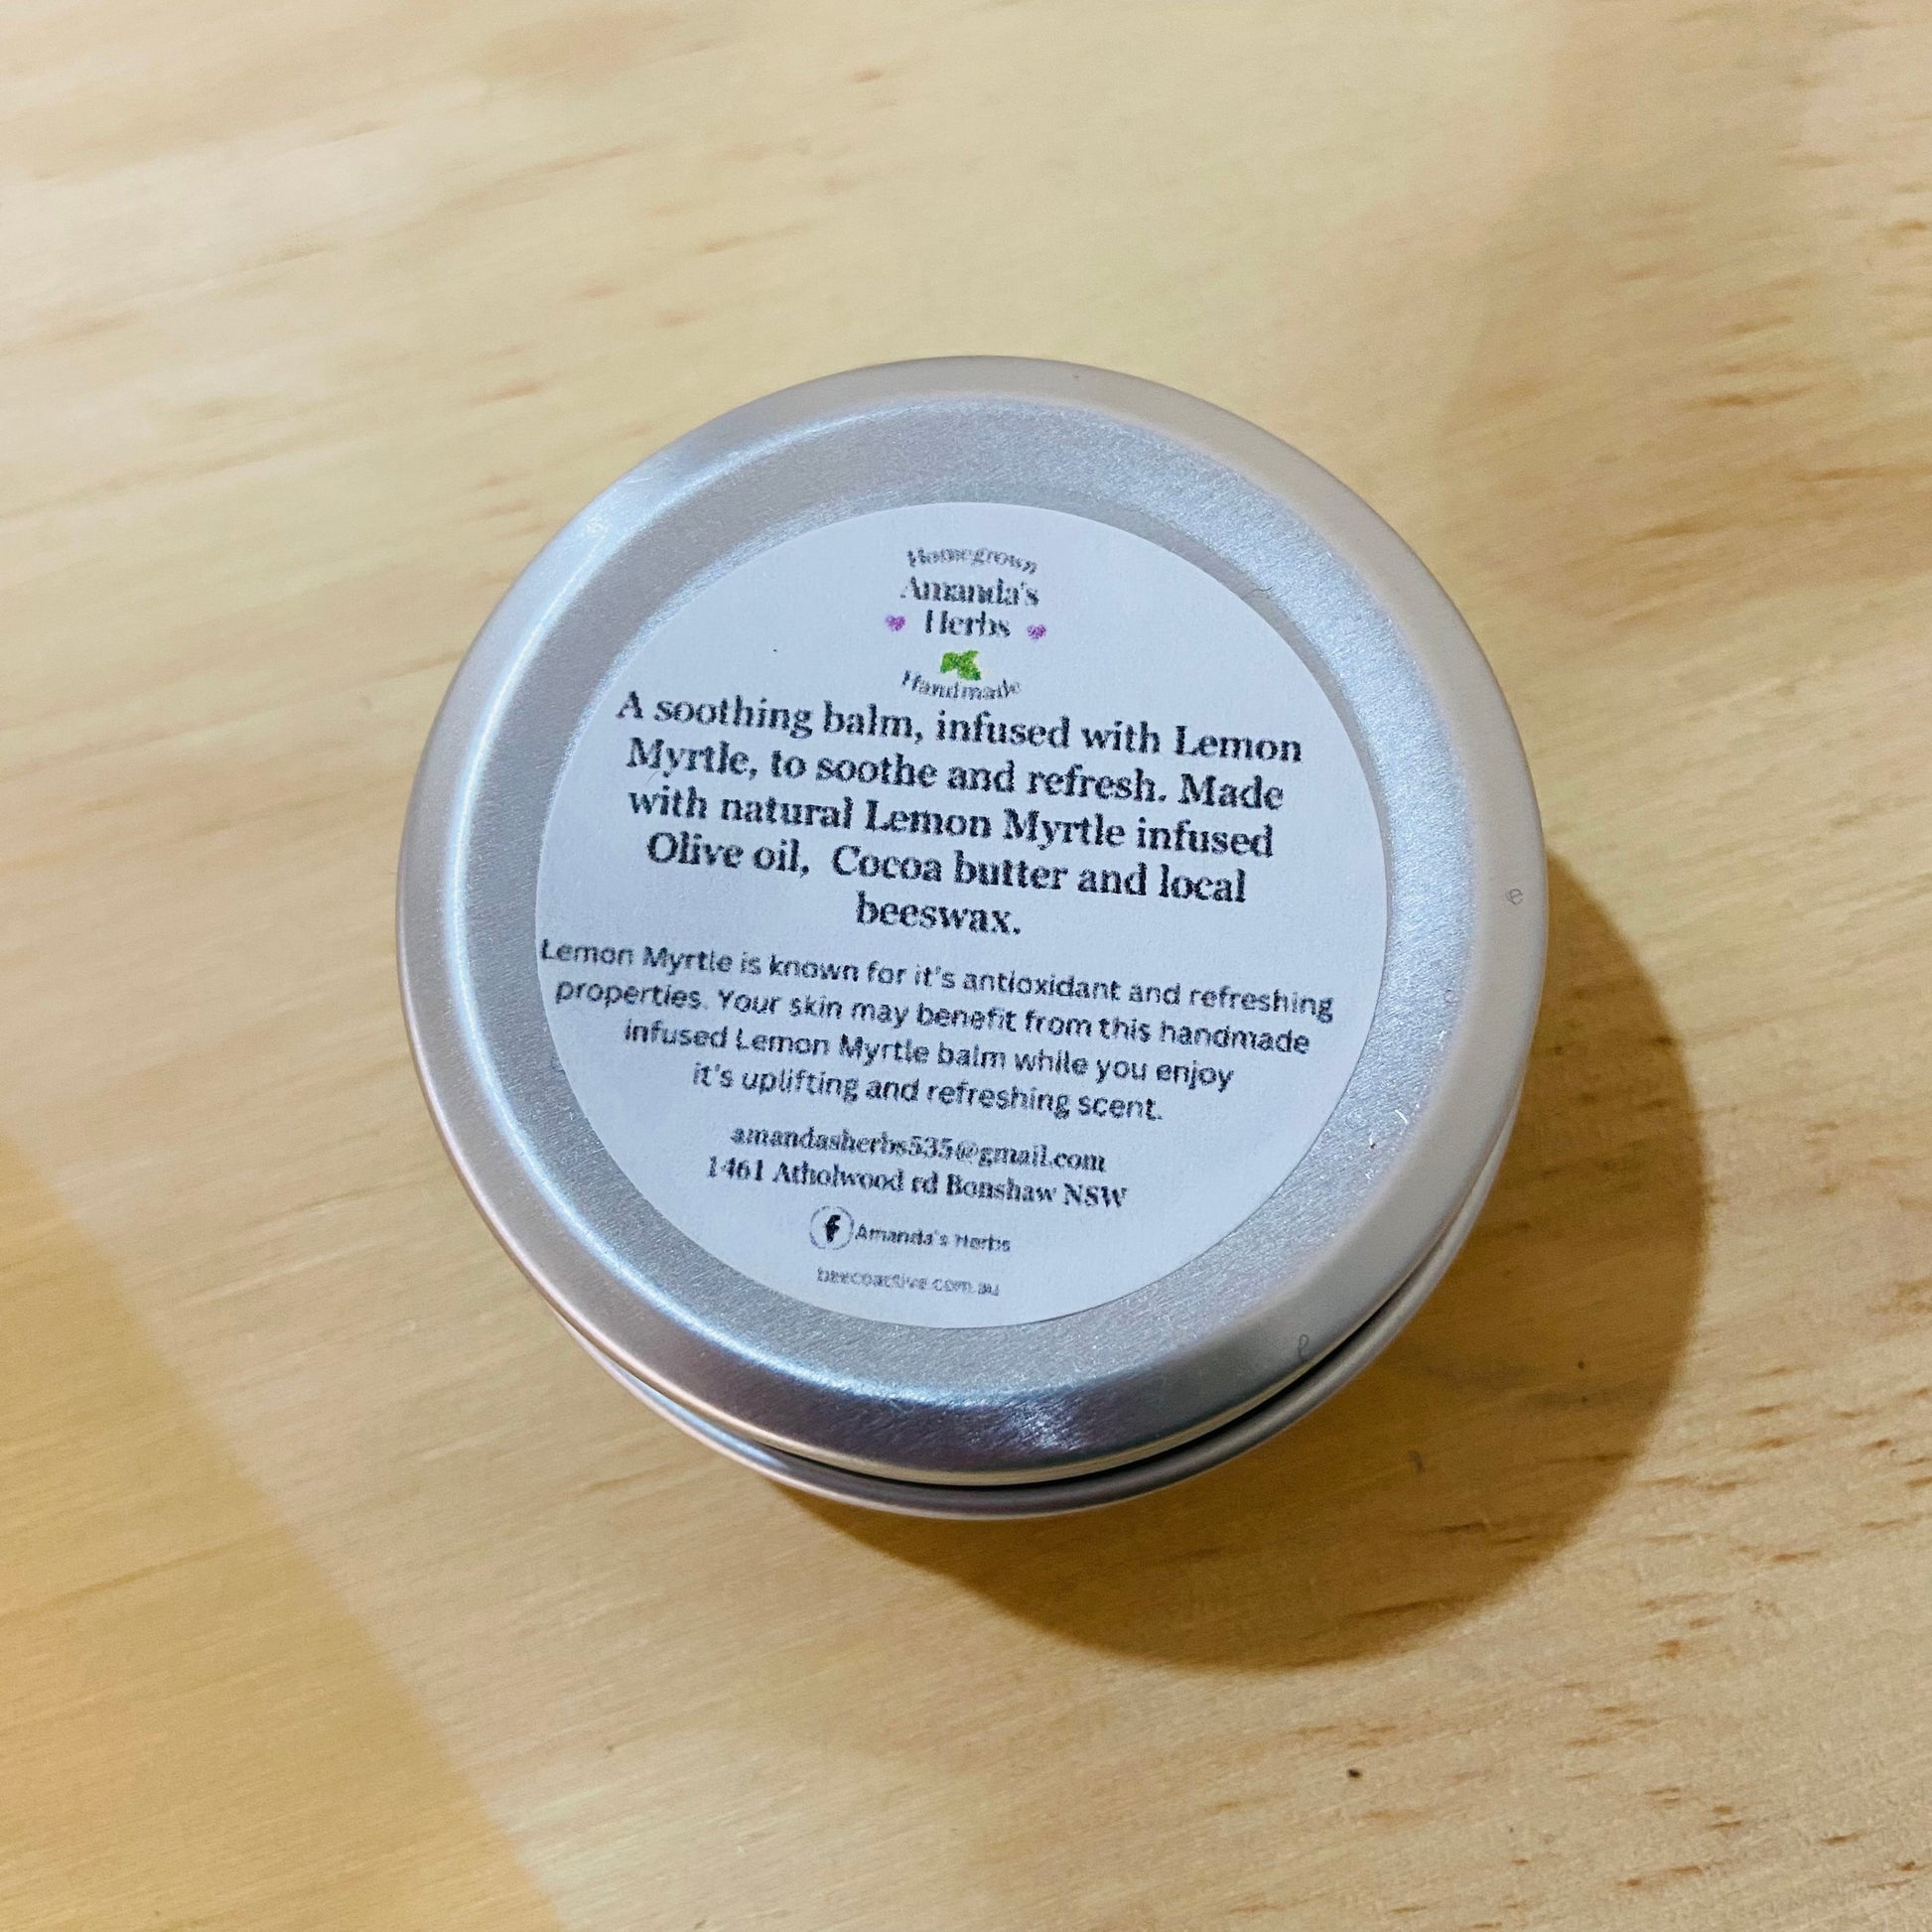 Homegrown
Amanda's
Herbs
Handmade
A soothing balm, infused with Lemon
Myrtle, to soothe and refresh. Made
with natural Lemon Myrtle infused
Olive oil, Cocoa butter and local
beeswax.
Lemon Myrtle is known for it's antioxidant and refreshing
properties. Your skin may benefit from this handmade
infused Lemon Myrtle balm while you enjoy
it's uplifting and refreshing scent.
amandasherbs535@gmail.com
1461 Atholwood rd Bonshaw NSW
f Amanda's Herbs
beecoactive.com.au